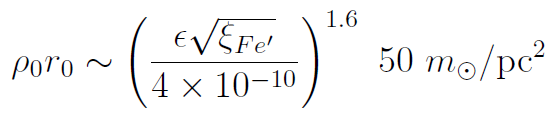 ρ₀r₀ ∼ (ϵ√ξ_{Fe′} / 4 × 10⁻¹⁰)^{1.6} 50 m_⊙/pc²